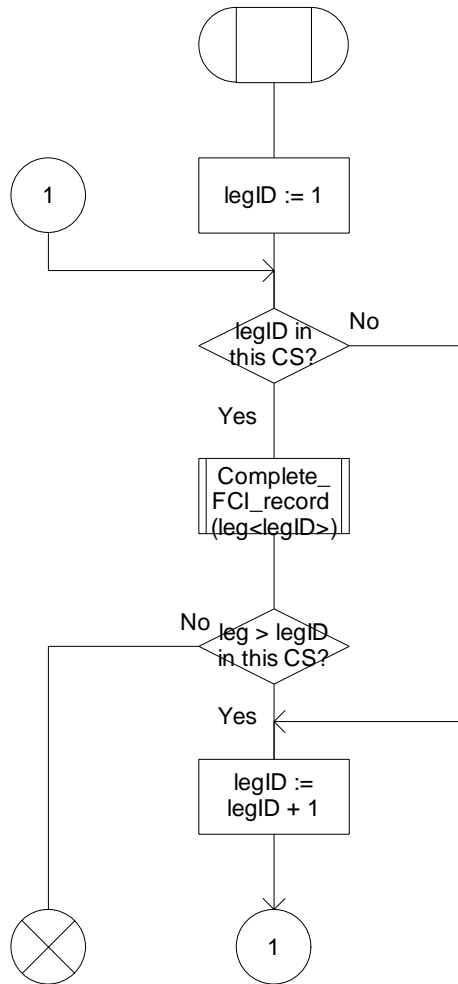 1
legID := 1
legID in
this CS?
No
Yes
Complete_
FCI_record
(leg<legID>)
No
leg > legID
in this CS?
Yes
legID :=
legID + 1
1